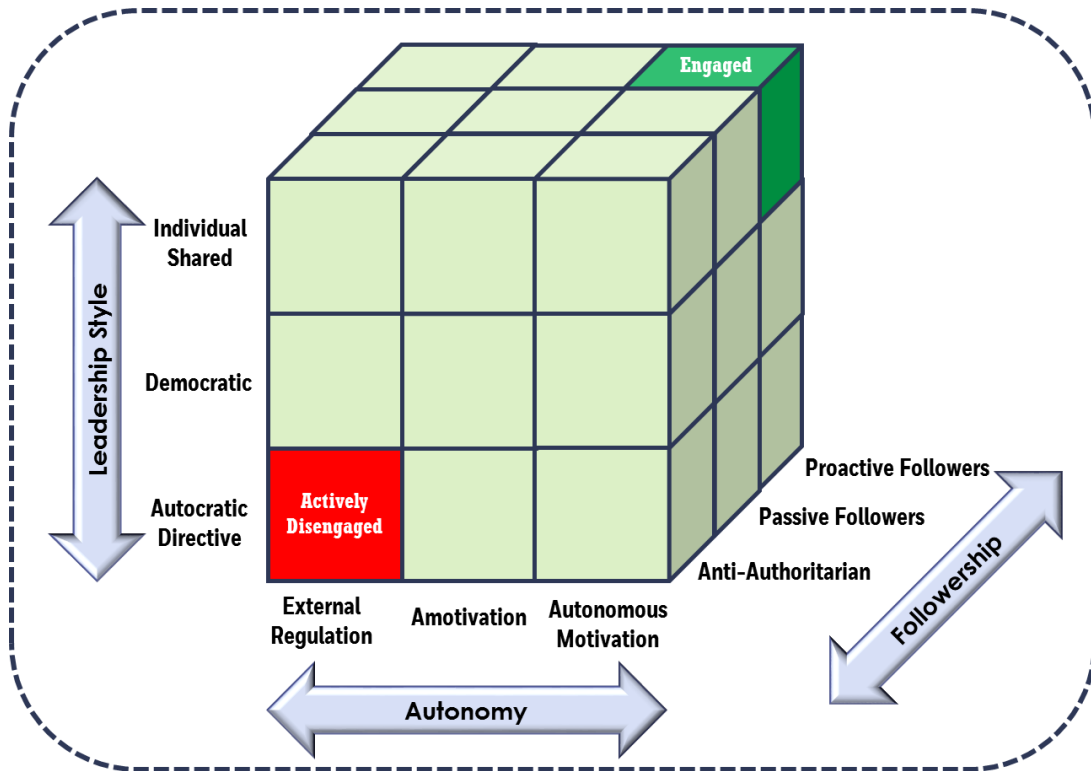 Engaged
Individual
Shared
Democratic
Autocratic
Directive
Leadership Style
Actively
Disengaged
Proactive Followers
Passive Followers
Anti-Authoritarian
Followership
External
Regulation
Amotivation
Autonomous
Motivation
Autonomy